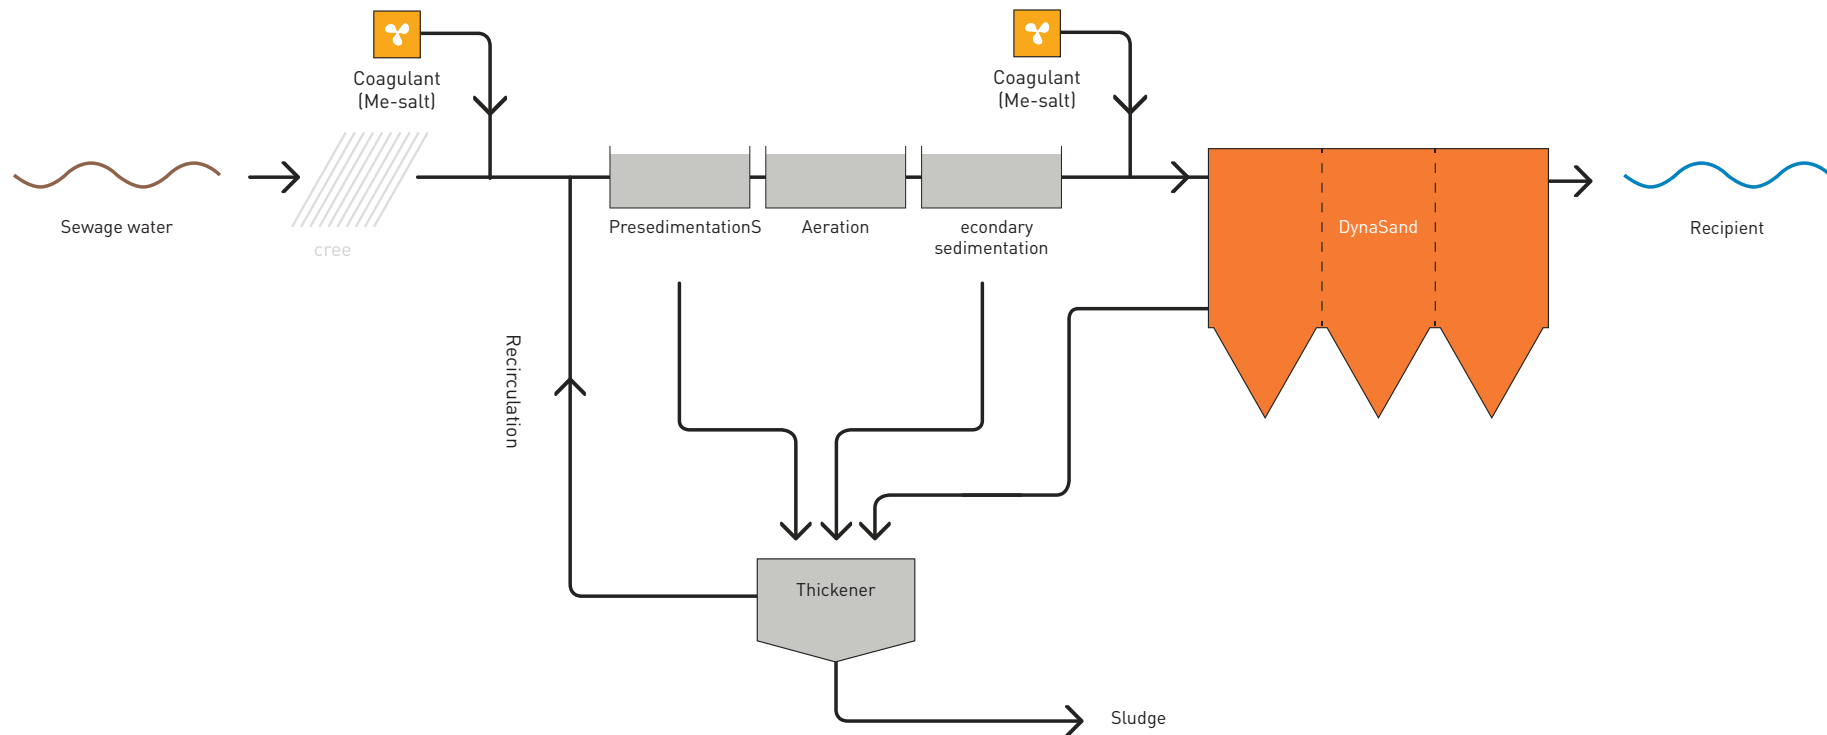 Coagulant
(Me-salt)
Coagulant
(Me-salt)
Sewage water
cree
PresedimentationS
Aeration
econdary
sedimentation
DynaSand
Recipient
Recirculation
Thickener
Sludge